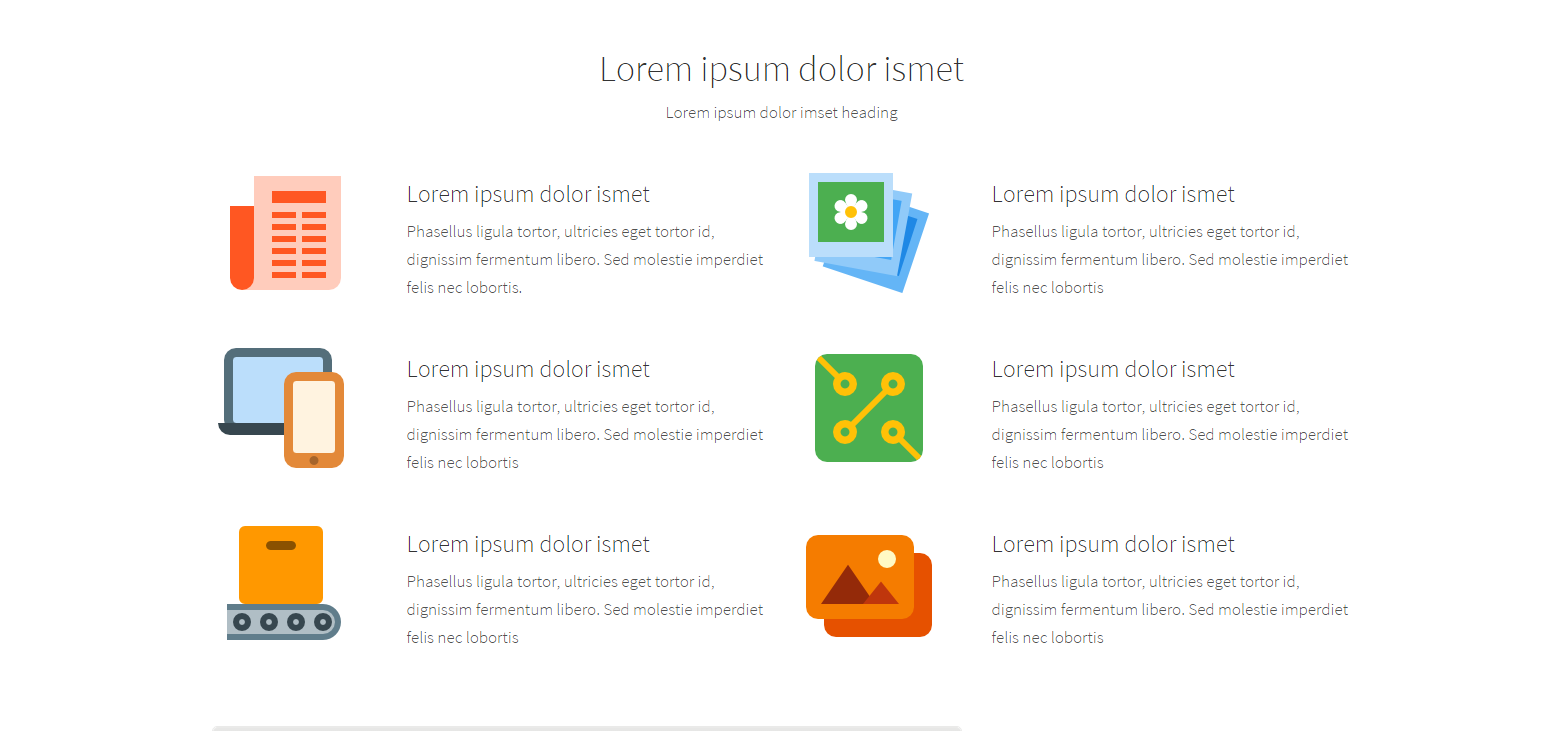 Lorem ipsum dolor ismet
Lorem ipsum dolor imset heading
Lorem ipsum dolor ismet
Phasellus ligula tortor, ultricies eget tortor id,
dignissim fermentum libero. Sed molestie imperdiet
felis nec lobortis.
Lorem ipsum dolor ismet
Phasellus ligula tortor, ultricies eget tortor id,
dignissim fermentum libero. Sed molestie imperdiet
felis nec lobortis
Lorem ipsum dolor ismet
Phasellus ligula tortor, ultricies eget tortor id,
dignissim fermentum libero. Sed molestie imperdiet
felis nec lobortis
Lorem ipsum dolor ismet
Phasellus ligula tortor, ultricies eget tortor id,
dignissim fermentum libero. Sed molestie imperdiet
felis nec lobortis
Lorem ipsum dolor ismet
Phasellus ligula tortor, ultricies eget tortor id,
dignissim fermentum libero. Sed molestie imperdiet
felis nec lobortis
Lorem ipsum dolor ismet
Phasellus ligula tortor, ultricies eget tortor id,
dignissim fermentum libero. Sed molestie imperdiet
felis nec lobortis